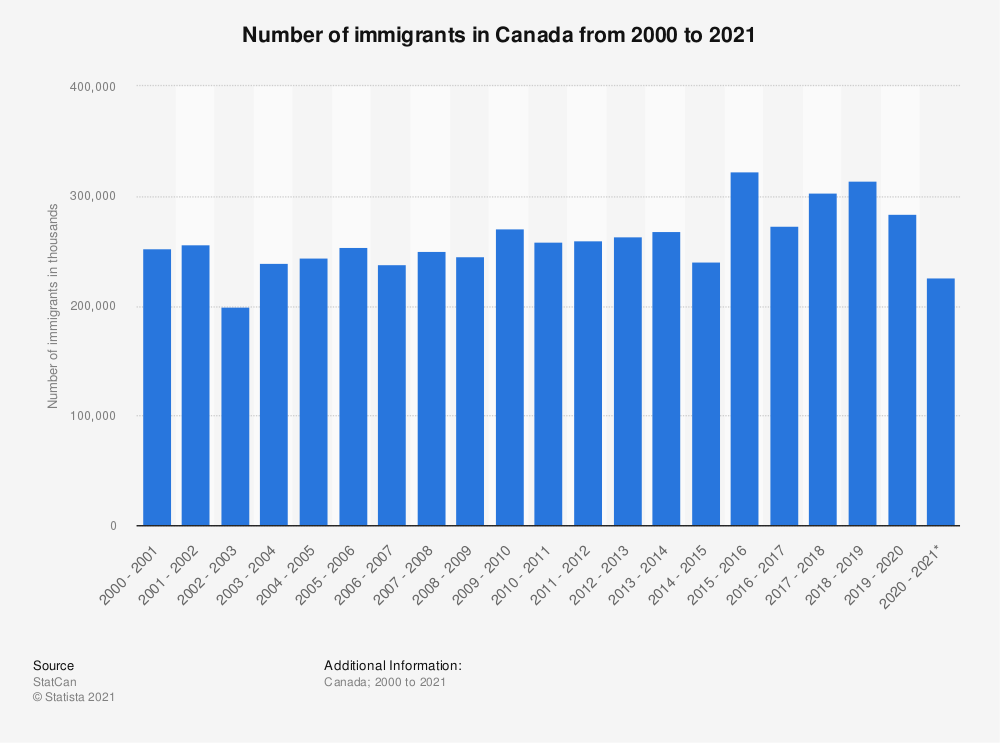 Number of immigrants in Canada from 2000 to 2021
Number of immigrants in thousands
400,000
300,000
200,000
100,000
0
2000 - 2001
2001 - 2002
2002 - 2003
2003 - 2004
2004 - 2005
2005 - 2006
2006 - 2007
2007 - 2008
2008 - 2009
2009 - 2010
2010 - 2011
2011 - 2012
2012 - 2013
2013 - 2014
2014 - 2015
2015 - 2016
2016 - 2017
2017 - 2018
2018 - 2019
2019 - 2020
2020 - 2021*
Source
StatCan
© Statista 2021
Additional Information:
Canada; 2000 to 2021